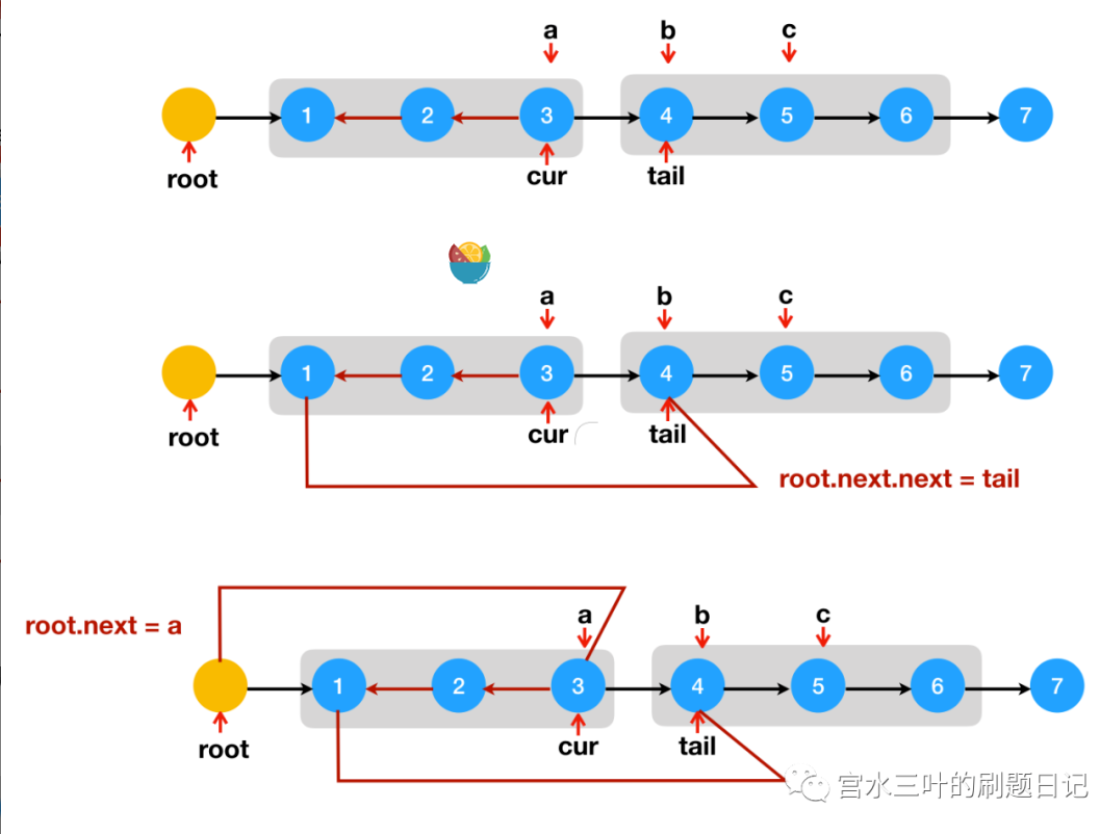 a b c
1 2 3 4 5 6 7
root cur tail
a b c
1 2 3 4 5 6 7
root cur tail
root.next.next = tail
root.next = a
a b c
1 2 3 4 5 6 7
root cur tail
宫水三叶的刷题日记